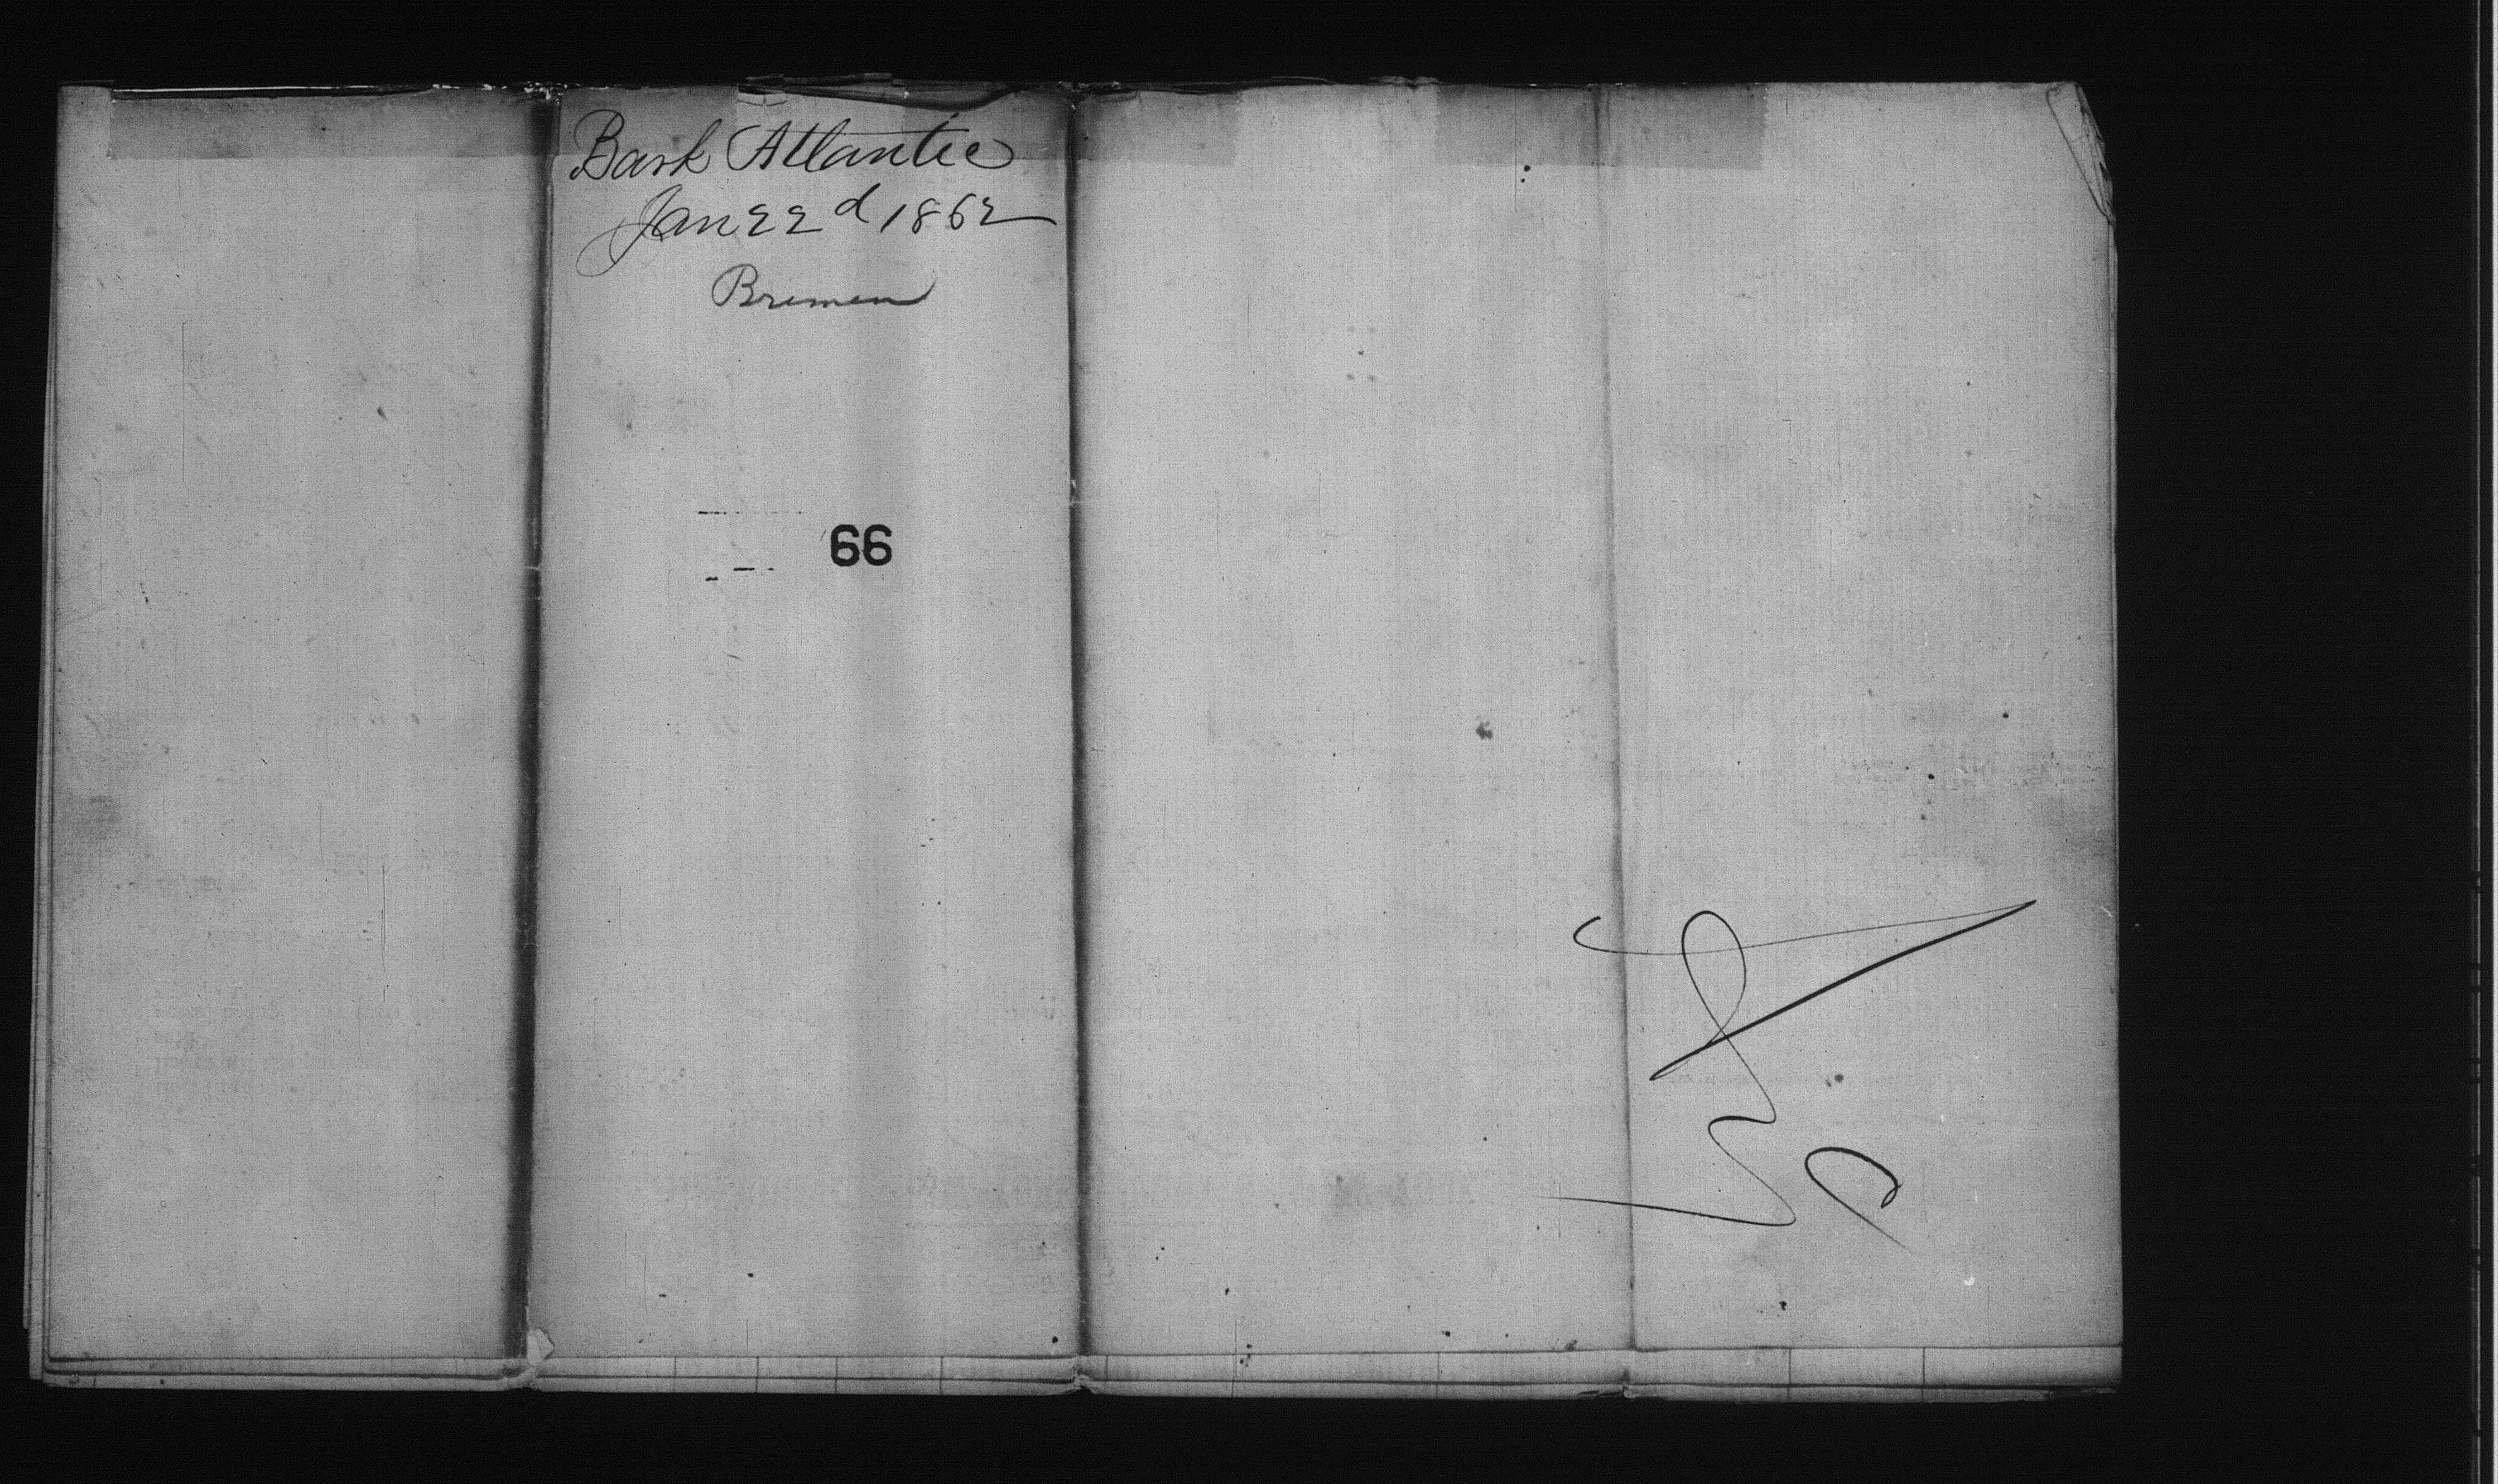 Bark Atlantic
Jan 22d 1862
Bremen
66